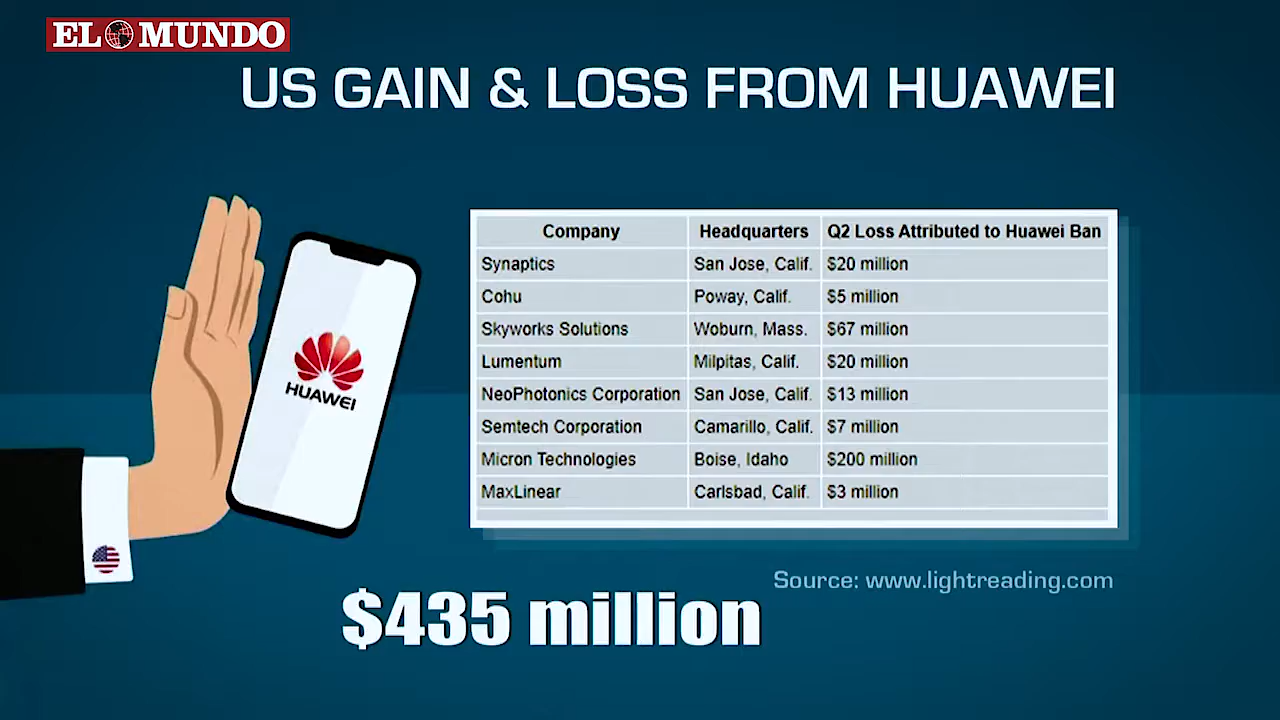 EL MUNDO
US GAIN & LOSS FROM HUAWEI
HUAWEI
Company Headquarters Q2 Loss Attributed to Huawei Ban
Synaptics San Jose, Calif. $20 million
Cohu Poway, Calif. $5 million
Skyworks Solutions Woburn, Mass. $67 million
Lumentum Milpitas, Calif. $20 million
NeoPhotonics Corporation San Jose, Calif. $13 million
Semtech Corporation Camarillo, Calif. $7 million
Micron Technologies Boise, Idaho $200 million
MaxLinear Carlsbad, Calif. $3 million
Source: www.lightreading.com
$435 million